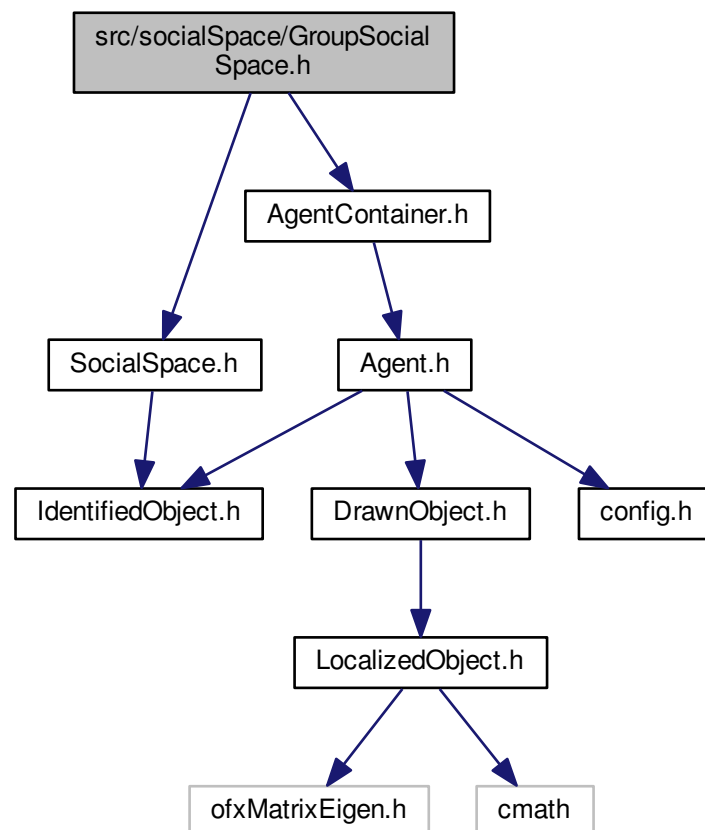 src/socialSpace/GroupSocial
Space.h
AgentContainer.h
SocialSpace.h
Agent.h
IdentifiedObject.h
DrawnObject.h
config.h
LocalizedObject.h
ofxMatrixEigen.h
cmath